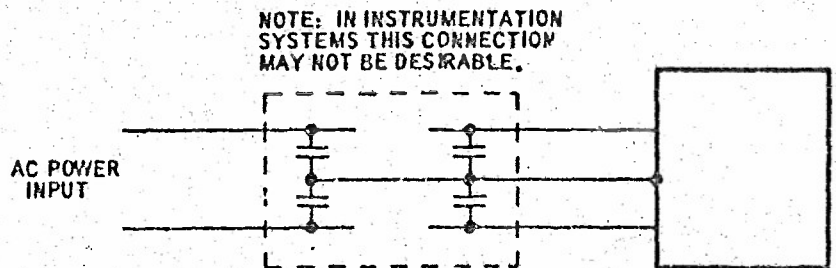 NOTE: IN INSTRUMENTATION
SYSTEMS THIS CONNECTION
MAY NOT BE DESIRABLE.
AC POWER
INPUT